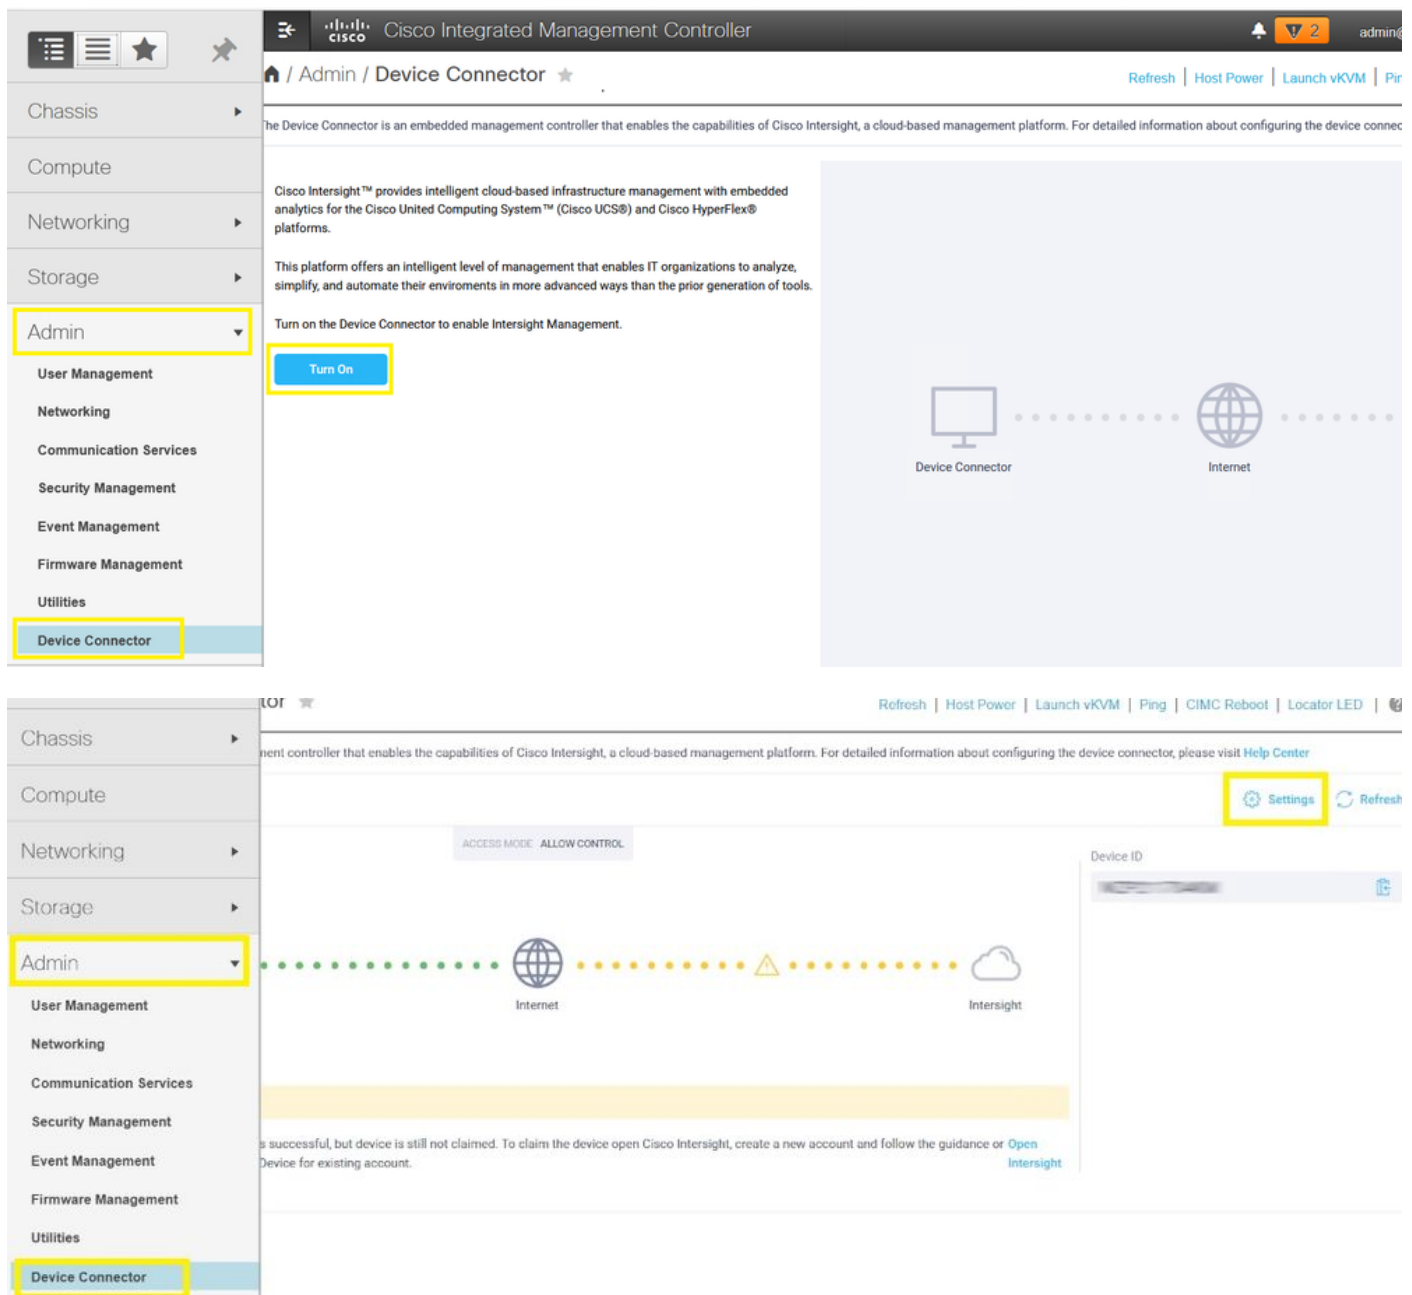 CISCO Cisco Integrated Management Controller
2
admin@
/ Admin / Device Connector
Refresh | Host Power | Launch vKVM |
Chassis
Compute
Networking
Storage
Admin
User Management
Networking
Communication Services
Security Management
Event Management
Firmware Management
Utilities
Device Connector
The Device Connector is an embedded management controller that enables the capabilities of Cisco Intersight, a cloud-based management platform. For detailed information about configuring the device connec
Cisco Intersight™ provides intelligent cloud-based infrastructure management with embedded
analytics for the Cisco United Computing System™ (Cisco UCS®) and Cisco HyperFlex®
platforms.
This platform offers an intelligent level of management that enables IT organizations to analyze,
simplify, and automate their enviroments in more advanced ways than the prior generation of tools.
Turn on the Device Connector to enable Intersight Management.
Turn On
Device Connector
Internet
tor
Refresh | Host Power | Launch vKVM | Ping | CIMC Reboot | Locator LED |
Chassis
Compute
Networking
Storage
Admin
User Management
Networking
Communication Services
Security Management
Event Management
Firmware Management
Utilities
Device Connector
nent controller that enables the capabilities of Cisco Intersight, a cloud-based management platform. For detailed information about configuring the device connector, please visit Help Center
Settings
Refresh
ACCESS MODE ALLOW CONTROL
Device ID
Internet
Intersight
s successful, but device is still not claimed. To claim the device open Cisco Intersight, create a new account and follow the guidance or
Device for existing account.
Open
Intersight